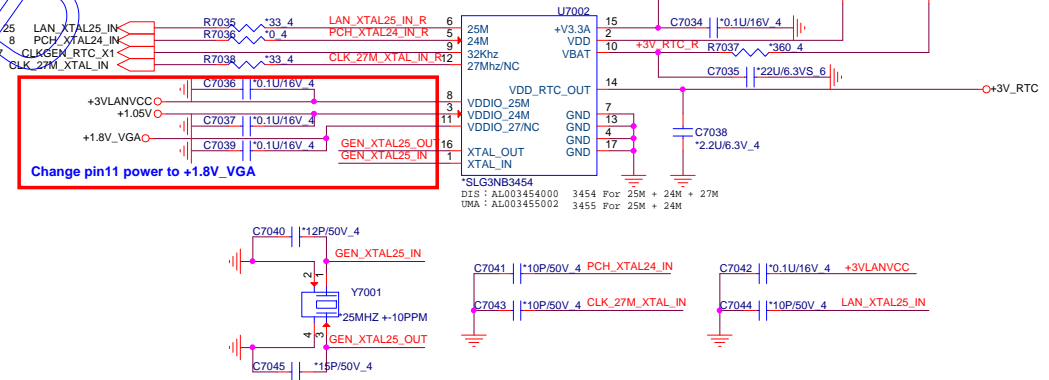 U7002
25 LAN_XTAL25_IN R7035 *33_4 LAN_XTAL25_IN_R 6 25M +V3.3A 15 C7034 *0.1U/16V_4
8 PCH_XTAL24_IN R7036 *0_4 PCH_XTAL24_IN_R 5 24M VDD 2
CLKGEN_RTC_X1 9 32Khz VBAT 10 +3V_RTC_R R7037 *360_4
CLK_27M_XTAL_IN R7038 *33_4 CLK_27M_XTAL_IN_R 12 27Mhz/NC
C7035 *22U/6.3VS_6
C7036 *0.1U/16V_4 VDD_RTC_OUT 14 +3V_RTC
+3VLANVCC 8 VDDIO_25M
+1.05V 3 VDDIO_24M GND 7
C7037 *0.1U/16V_4 11 VDDIO_27/NC GND 13
+1.8V_VGA GND 4 C7038
C7039 *0.1U/16V_4 GEN_XTAL25_OUT 16 XTAL_OUT GND 17 *2.2U/6.3V_4
GEN_XTAL25_IN 1 XTAL_IN
Change pin11 power to +1.8V_VGA
*SLG3NB3454
DIS : AL003454000 3454 For 25M + 24M + 27M
UMA : AL003455002 3455 For 25M + 24M
C7040 *12P/50V_4
GEN_XTAL25_IN
2 1
Y7001
*25MHZ +-10PPM
4 3
GEN_XTAL25_OUT
C7045 *15P/50V_4
C7041 *10P/50V_4 PCH_XTAL24_IN
C7043 *10P/50V_4 CLK_27M_XTAL_IN
C7042 *0.1U/16V_4 +3VLANVCC
C7044 *10P/50V_4 LAN_XTAL25_IN